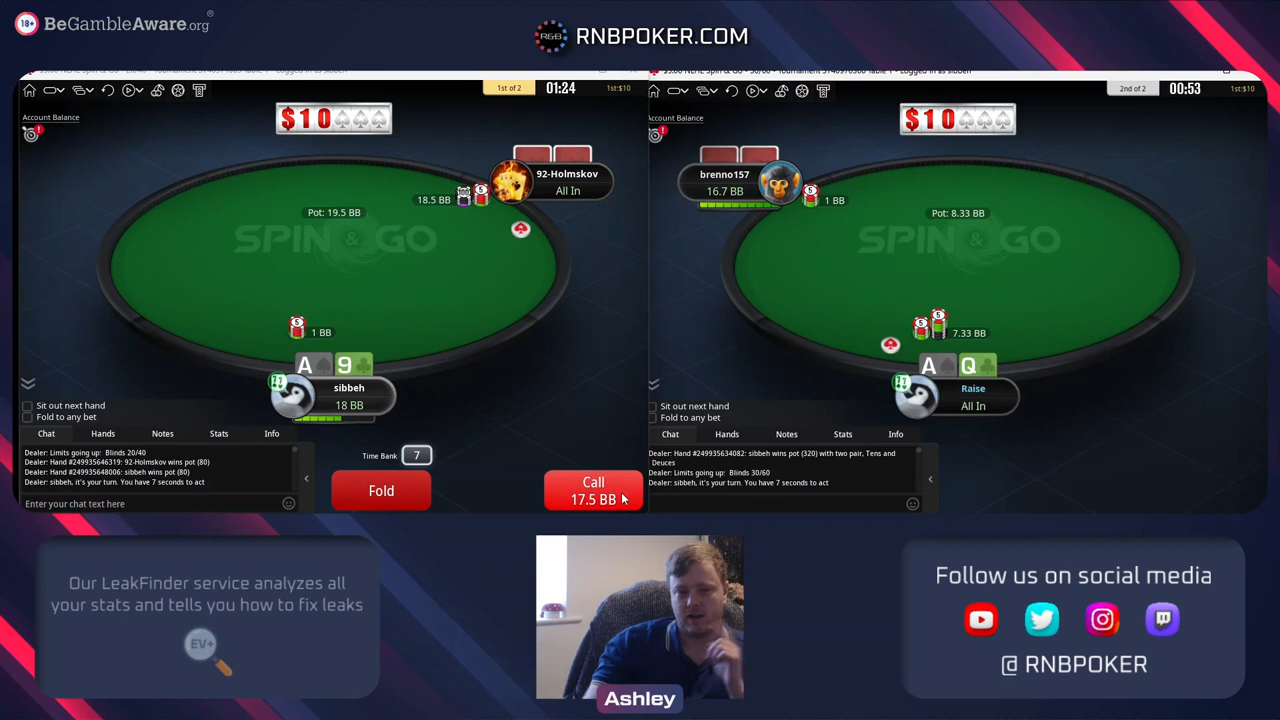 18+ BeGambleAware.org®
R&B RNBPOKER.COM
1st of 2 01:24 1st:$10
Account Balance
$10
92-Holmskov
All In
18.5 BB
Pot: 19.5 BB
SPIN & GO
1 BB
A 9
77
sibbeh
18 BB
Sit out next hand
Fold to any bet
Chat Hands Notes Stats Info
Dealer: Limits going up: Blinds 20/40
Dealer: Hand #249935646319: 92-Holmskov wins pot (80)
Dealer: Hand #249935648006: sibbeh wins pot (80)
Dealer: sibbeh, it's your turn. You have 7 seconds to act
Enter your chat text
Time Bank 7
Fold
Call
17.5 BB
2nd of 2 00:53 1st:$10
Account Balance
$10
brenno157
16.7 BB
1 BB
Pot: 8.33 BB
SPIN & GO
7.33 BB
A Q
77
Raise
All In
Sit out next hand
Fold to any bet
Chat Hands Notes Stats Info
Dealer: Hand #249935634082: sibbeh wins pot (320) with two pair, Tens and
Deuces
Dealer: Limits going up: Blinds 30/60
Dealer: sibbeh, it's your turn. You have 7 seconds to act
Our LeakFinder service analyzes all
your stats and tells you how to fix leaks
EV+
Ashley
Follow us on social media
@ RNBPOKER